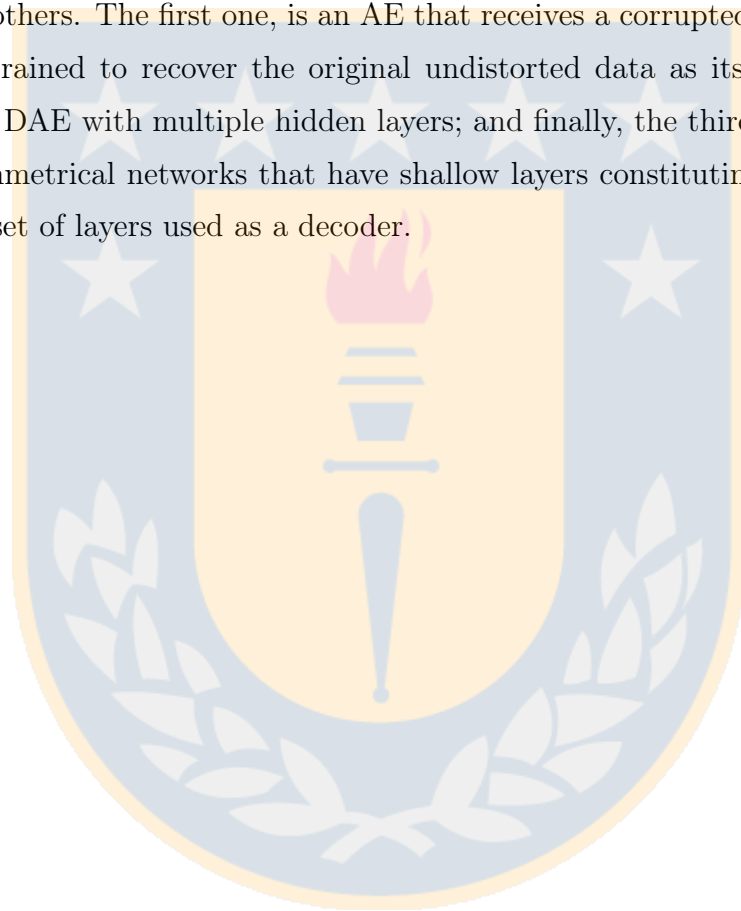 others. The first one, is an AE that receives a corrupted
rained to recover the original undistorted data as its
DAE with multiple hidden layers; and finally, the third
metrical networks that have shallow layers constitutin
set of layers used as a decoder.